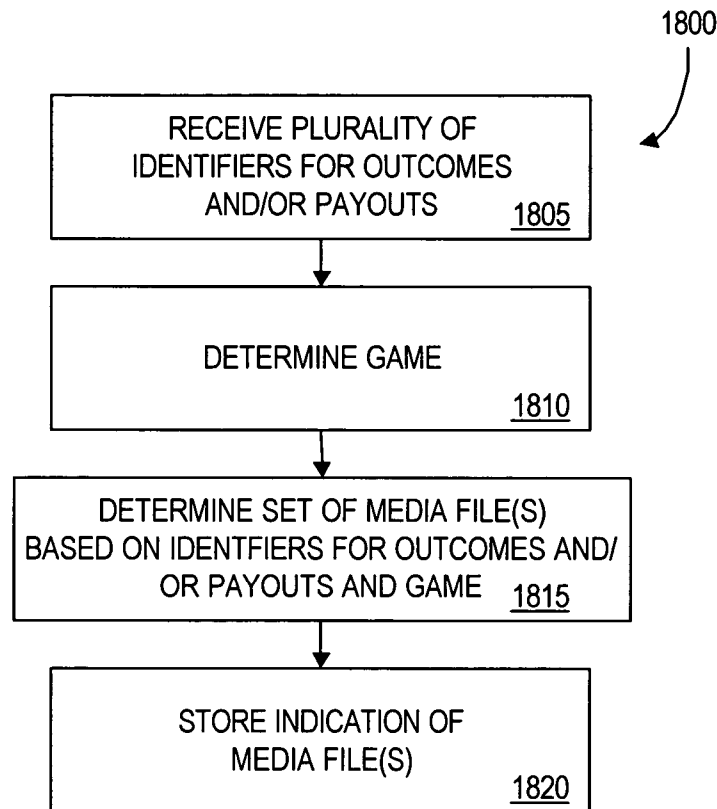 1800
RECEIVE PLURALITY OF
IDENTIFIERS FOR OUTCOMES
AND/OR PAYOUTS 1805
DETERMINE GAME
1810
DETERMINE SET OF MEDIA FILE(S)
BASED ON IDENTFIERS FOR OUTCOMES AND/
OR PAYOUTS AND GAME 1815
STORE INDICATION OF
MEDIA FILE(S)
1820